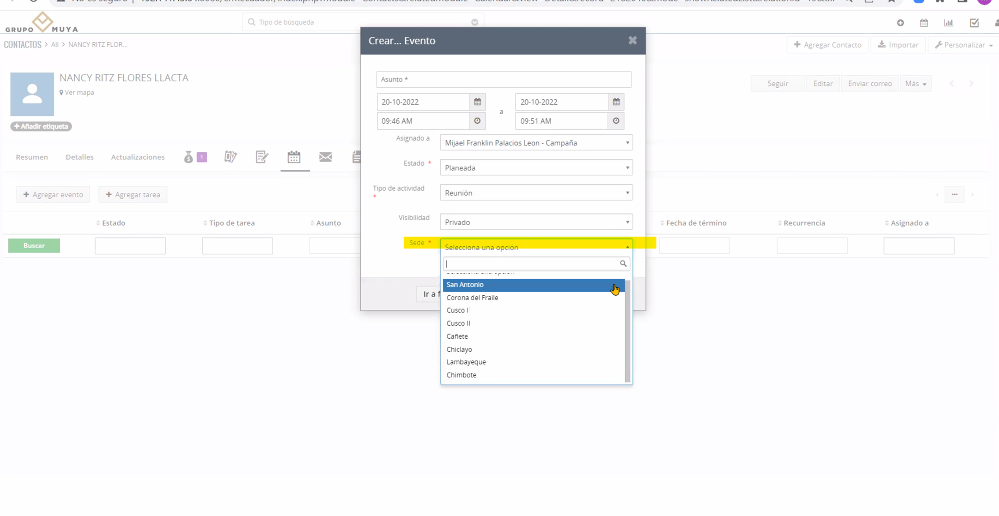 GRUPO MUYA
Tipo de búsqueda
CONTACTOS > All > NANCY RITZ FLOR...
+ Agregar Contacto
Importar
Personalizar
NANCY RITZ FLORES LLACTA
Ver mapa
+ Añadir etiqueta
Seguir
Editar
Enviar correo
Más
Resumen
Detalles
Actualizaciones
1
+ Agregar evento
+ Agregar tarea
...
Estado
Tipo de tarea
Asunto
Fecha de término
Recurrencia
Asignado a
Buscar
Crear... Evento
Asunto *
20-10-2022
a
20-10-2022
09:46 AM
09:51 AM
Asignado a
Mijael Franklin Palacios Leon - Campaña
Estado *
Planeada
Tipo de actividad *
Reunión
Visibilidad
Privado
Sede *
Selecciona una opción
San Antonio
Corona del Fraile
Cusco I
Cusco II
Cañete
Chiclayo
Lambayeque
Chimbote
Ir a